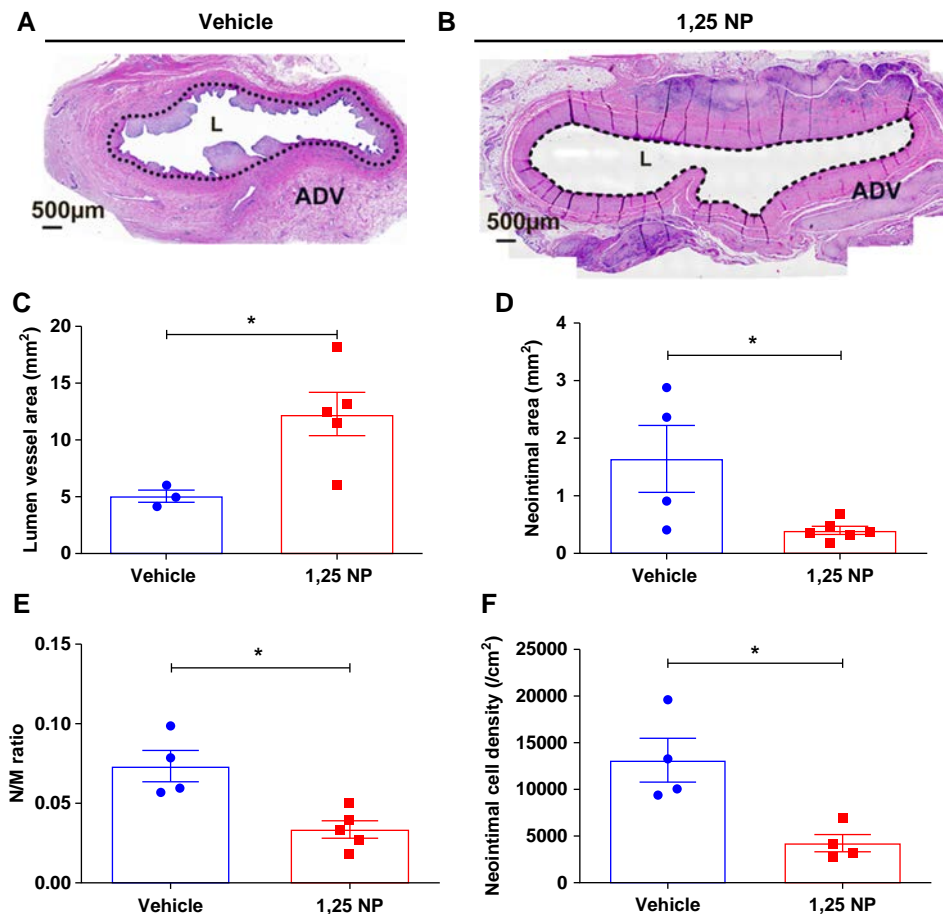 A
Vehicle
B
1,25 NP
L
ADV
500µm
L
ADV
500µm
C
Lumen vessel area (mm²)
20
15
10
5
0
*
Vehicle
1,25 NP
D
Neointimal area (mm²)
4
3
2
1
0
*
Vehicle
1,25 NP
E
N/M ratio
0.15
0.10
0.05
0.00
*
Vehicle
1,25 NP
F
Neointimal cell density (/cm²)
25000
20000
15000
10000
5000
0
*
Vehicle
1,25 NP